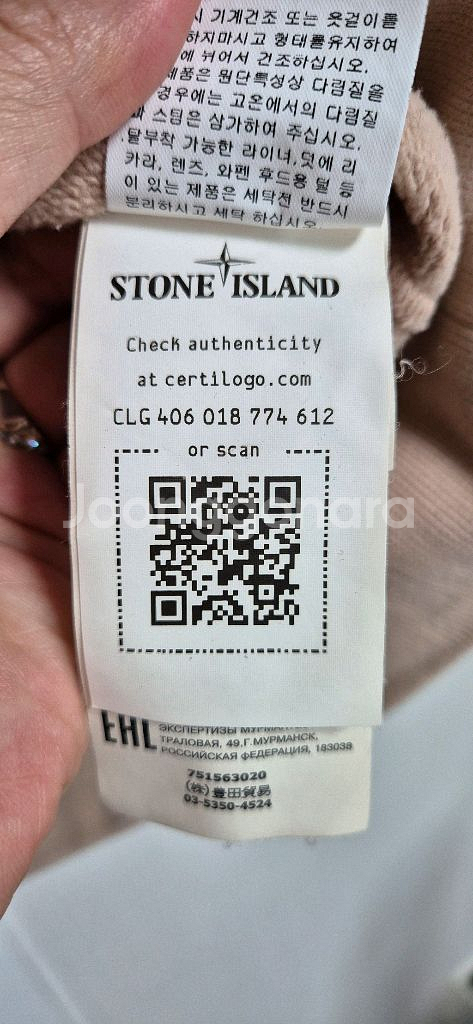 기계건조 또는 옷걸이를
하지마시고 형태를유지하여
에 뉘어서 건조하십시오.
제품은 원단특성상 다림질을
경우에는 고온에서의 다림질
과 스팀은 삼가하여 주십시오.
탈부착 가능한 라이너,덧에 리
카라, 렌즈, 와펜 후드용 털 등
이 있는 제품은 세탁전 반드시
분리하시고 세탁 하십시오.
STONE ISLAND
Check authenticity
at certilogo.com
CLG 406 018 774 612
or scan
Joonggonara
EHC
ЭКСПЕРТИЗЫ
ТРАЛОВАЯ, 49,Г.МУРМАНСК,
РОССИЙСКАЯ ФЕДЕРАЦИЯ, 183038
751563020
(株)豊田貿易
03-5350-4524